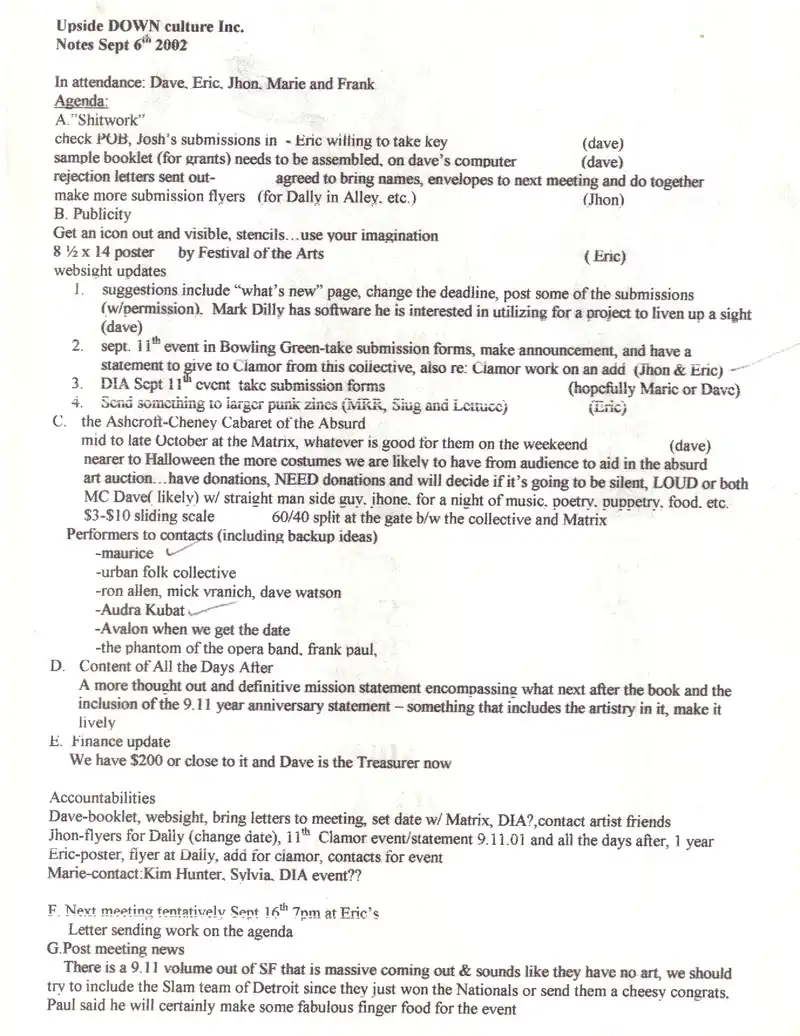 Upside DOWN culture Inc.
Notes Sept 6th 2002
In attendance: Dave, Eric, Jhon, Marie and Frank
Agenda:
A."Shitwork"
check POB, Josh's submissions in - Eric willing to take key (dave)
sample booklet (for grants) needs to be assembled, on dave's computer (dave)
rejection letters sent out- agreed to bring names, envelopes to next meeting and do together
make more submission flyers (for Dally in Alley, etc.) (Jhon)
B. Publicity
Get an icon out and visible, stencils…use your imagination
8 ½ x 14 poster by Festival of the Arts ( Eric)
websight updates
1. suggestions include "what's new" page, change the deadline, post some of the submissions
(w/permission). Mark Dilly has software he is interested in utilizing for a project to liven up a sight
(dave)
2. sept. 11th event in Bowling Green-take submission forms, make announcement, and have a
statement to give to Clamor from this collective, also re: Clamor work on an add (Jhon & Eric)
3. DIA Sept 11th event take submission forms (hopefully Marie or Dave)
4. Send something to larger punk zines (MRR, Slug and Lettuce) (Eric)
C. the Ashcroft-Cheney Cabaret of the Absurd
mid to late October at the Matrix, whatever is good for them on the weekeend (dave)
nearer to Halloween the more costumes we are likely to have from audience to aid in the absurd
art auction…have donations, NEED donations and will decide if it's going to be silent, LOUD or both
MC Dave( likely) w/ straight man side guy, jhone, for a night of music, poetry, puppetry, food, etc.
$3-$10 sliding scale 60/40 split at the gate b/w the collective and Matrix
Performers to contacts (including backup ideas)
-maurice
-urban folk collective
-ron allen, mick vranich, dave watson
-Audra Kubat
-Avalon when we get the date
-the phantom of the opera band, frank paul,
D. Content of All the Days After
A more thought out and definitive mission statement encompassing what next after the book and the
inclusion of the 9.11 year anniversary statement – something that includes the artistry in it, make it
lively
E. Finance update
We have $200 or close to it and Dave is the Treasurer now
Accountabilities
Dave-booklet, websight, bring letters to meeting, set date w/ Matrix, DIA?,contact artist friends
Jhon-flyers for Dally (change date), 11th Clamor event/statement 9.11.01 and all the days after, 1 year
Eric-poster, flyer at Dally, add for clamor, contacts for event
Marie-contact:Kim Hunter, Sylvia, DIA event??
F. Next meeting tentatively Sept 16th 7pm at Eric's
Letter sending work on the agenda
G.Post meeting news
There is a 9.11 volume out of SF that is massive coming out & sounds like they have no art, we should
try to include the Slam team of Detroit since they just won the Nationals or send them a cheesy congrats.
Paul said he will certainly make some fabulous finger food for the event